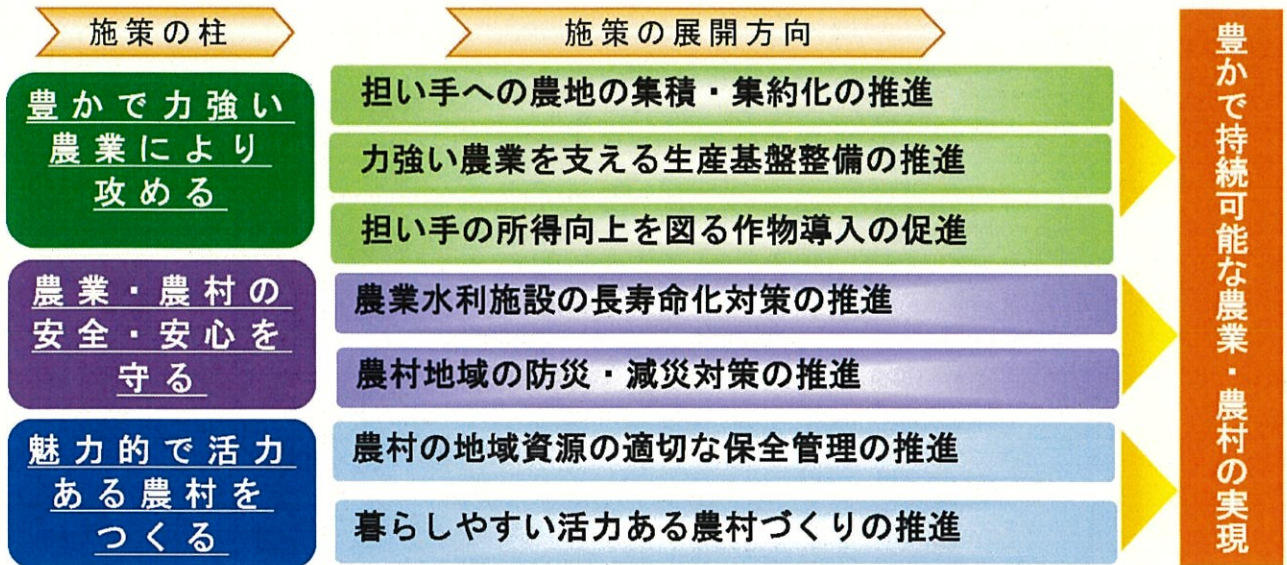 施策の柱
施策の展開方向
豊かで力強い
農業により
攻める
担い手への農地の集積・集約化の推進
力強い農業を支える生産基盤整備の推進
担い手の所得向上を図る作物導入の促進
農業・農村の
安全・安心を
守る
農業水利施設の長寿命化対策の推進
農村地域の防災・減災対策の推進
魅力的で活力
ある農村を
つくる
農村の地域資源の適切な保全管理の推進
暮らしやすい活力ある農村づくりの推進
豊かで持続可能な農業・農村の実現